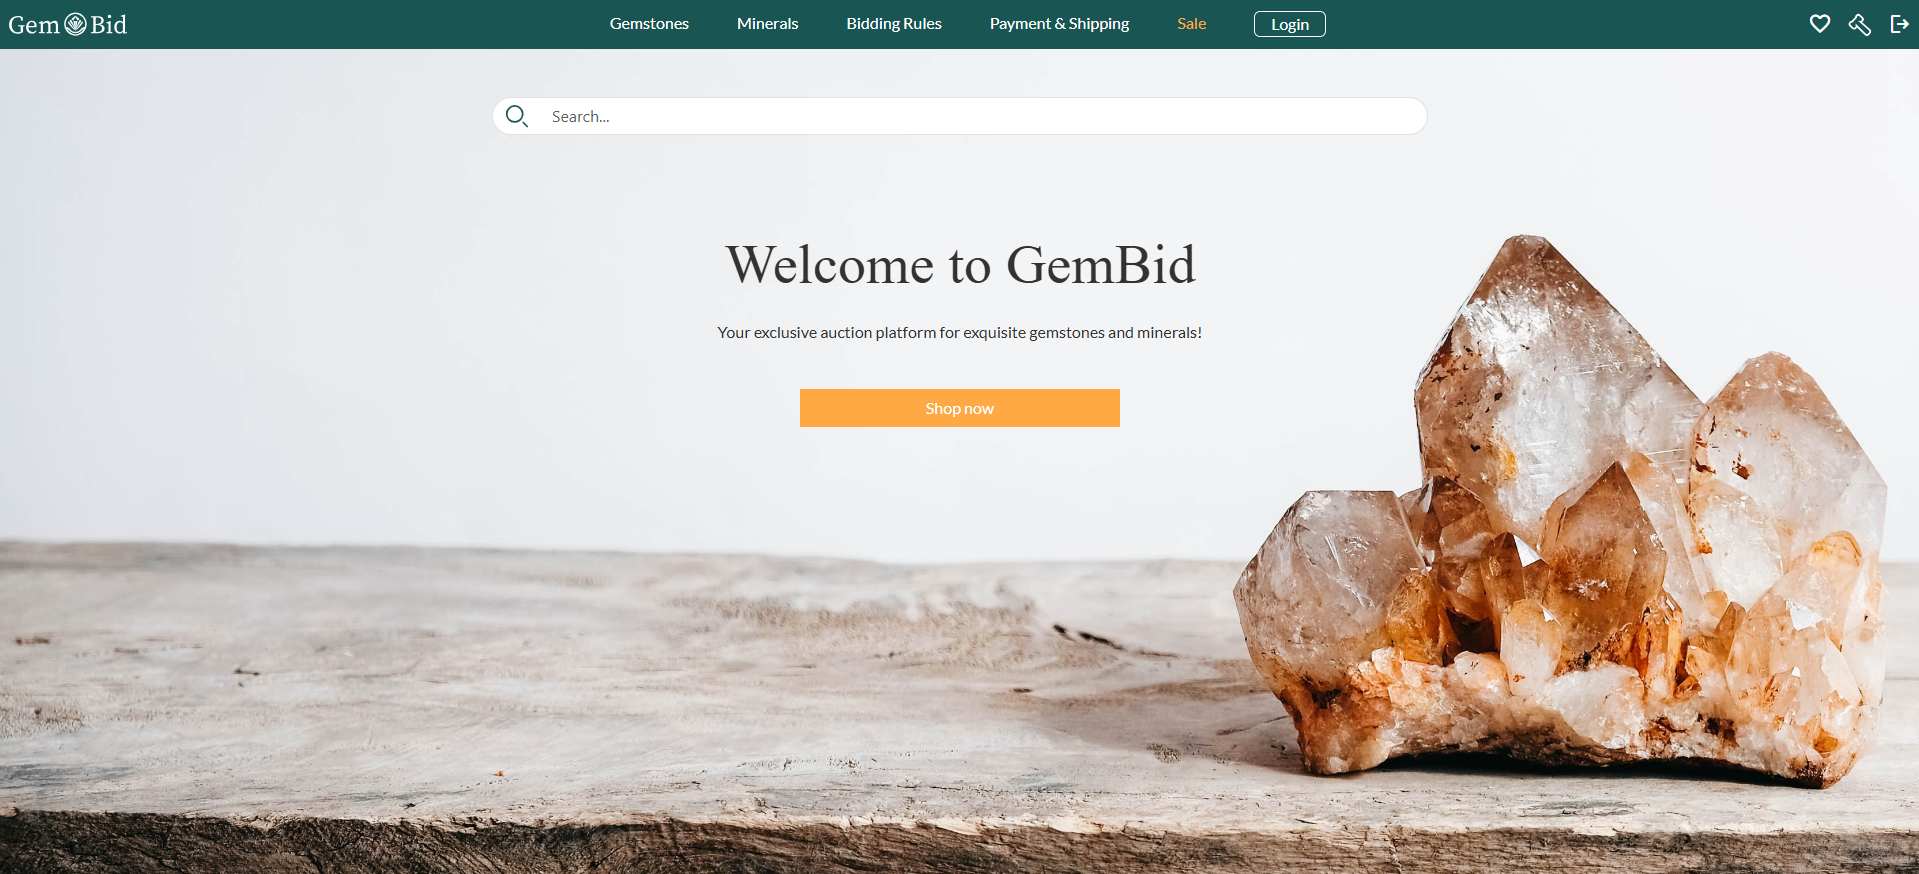 Gem Bid
Gemstones Minerals Bidding Rules Payment & Shipping Sale Login
Search...
Welcome to GemBid
Your exclusive auction platform for exquisite gemstones and minerals!
Shop now